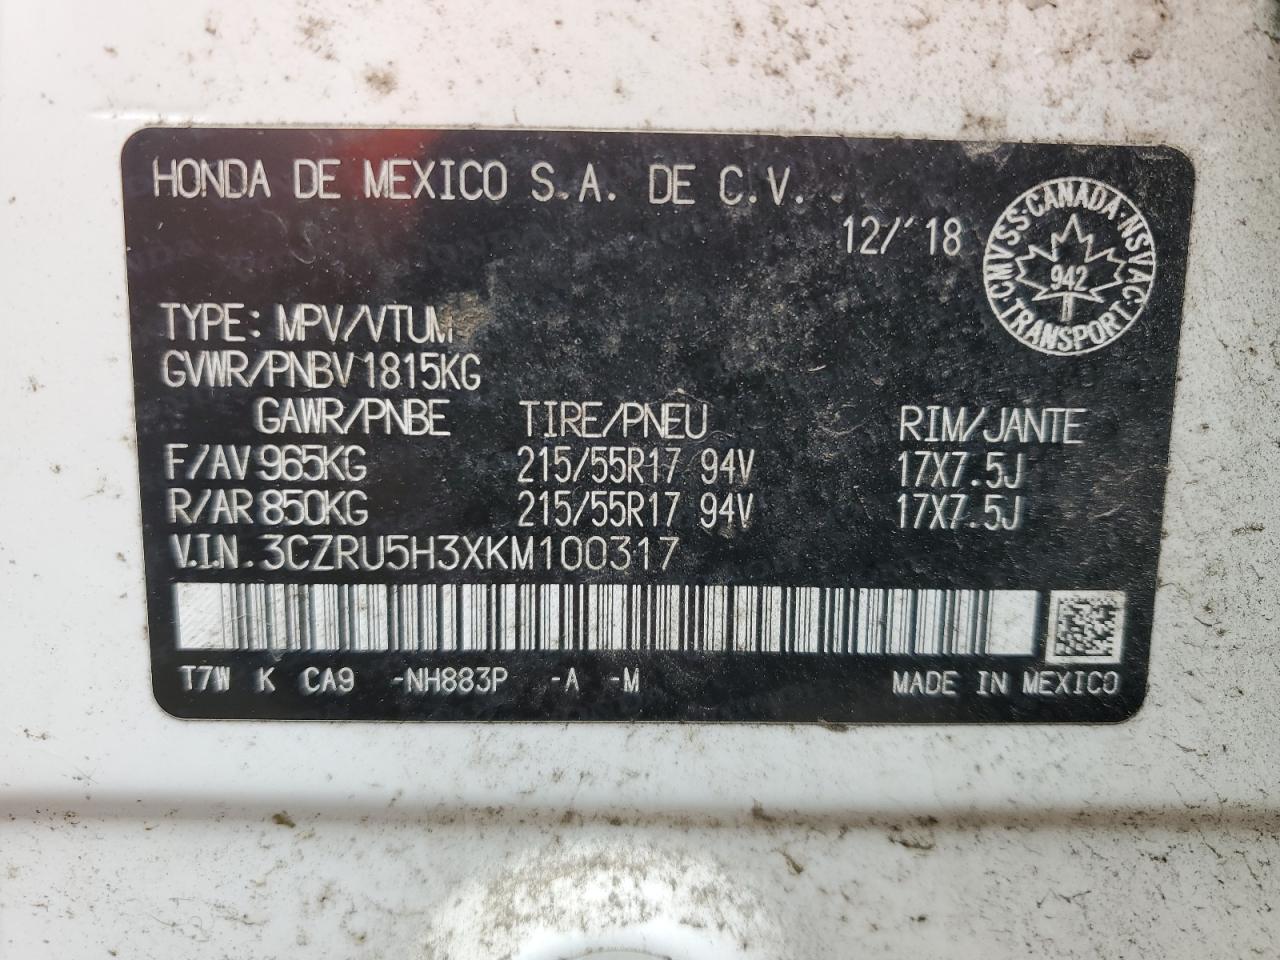 HONDA DE MEXICO S.A. DE C.V.
12/'18
CMVSS·CANADA·NSVAC
942
TRANSPORT
TYPE: MPV/VTUM
GVWR/PNBV 1815KG
GAWR/PNBE TIRE/PNEU RIM/JANTE
F/AV 965KG 215/55R17 94V 17X7.5J
R/AR 850KG 215/55R17 94V 17X7.5J
V.I.N. 3CZRU5H3XKM100317
T7W K CA9 -NH883P -A -M MADE IN MEXICO